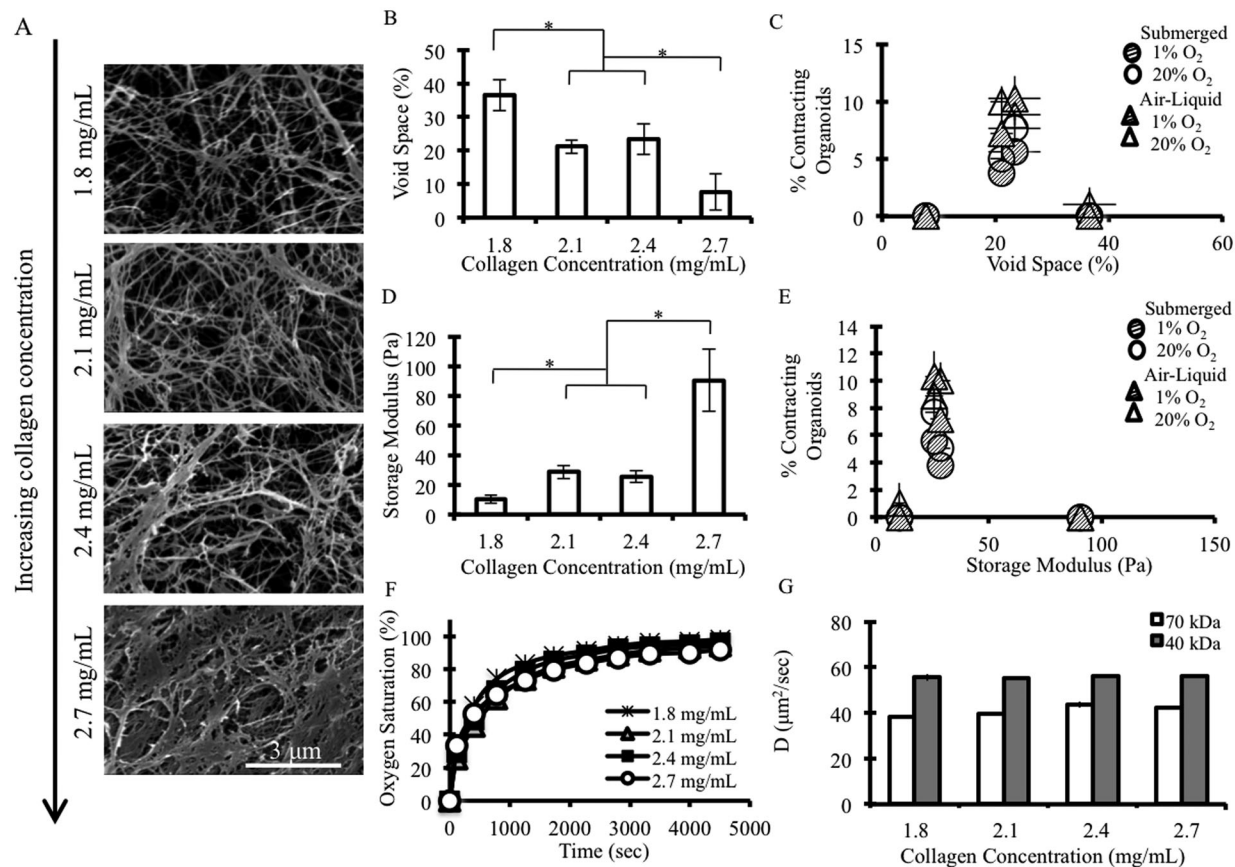 A
Increasing collagen concentration
1.8 mg/mL
2.1 mg/mL
2.4 mg/mL
2.7 mg/mL
3 μm
B
Void Space (%)
50
40
30
20
10
0
*
*
1.8 2.1 2.4 2.7
Collagen Concentration (mg/mL)
C
% Contracting
Organoids
15
10
5
0
0 20 40 60
Void Space (%)
Submerged
1% O₂
20% O₂
Air-Liquid
1% O₂
20% O₂
D
Storage Modulus (Pa)
120
100
80
60
40
20
0
*
*
1.8 2.1 2.4 2.7
Collagen Concentration (mg/mL)
E
% Contracting
Organoids
14
12
10
8
6
4
2
0
0 50 100 150
Storage Modulus (Pa)
Submerged
1% O₂
20% O₂
Air-Liquid
1% O₂
20% O₂
F
Oxygen Saturation (%)
100
80
60
40
20
0
0 1000 2000 3000 4000 5000
Time (sec)
1.8 mg/mL
2.1 mg/mL
2.4 mg/mL
2.7 mg/mL
G
D (μm²/sec)
80
60
40
20
0
70 kDa
40 kDa
1.8 2.1 2.4 2.7
Collagen Concentration (mg/mL)